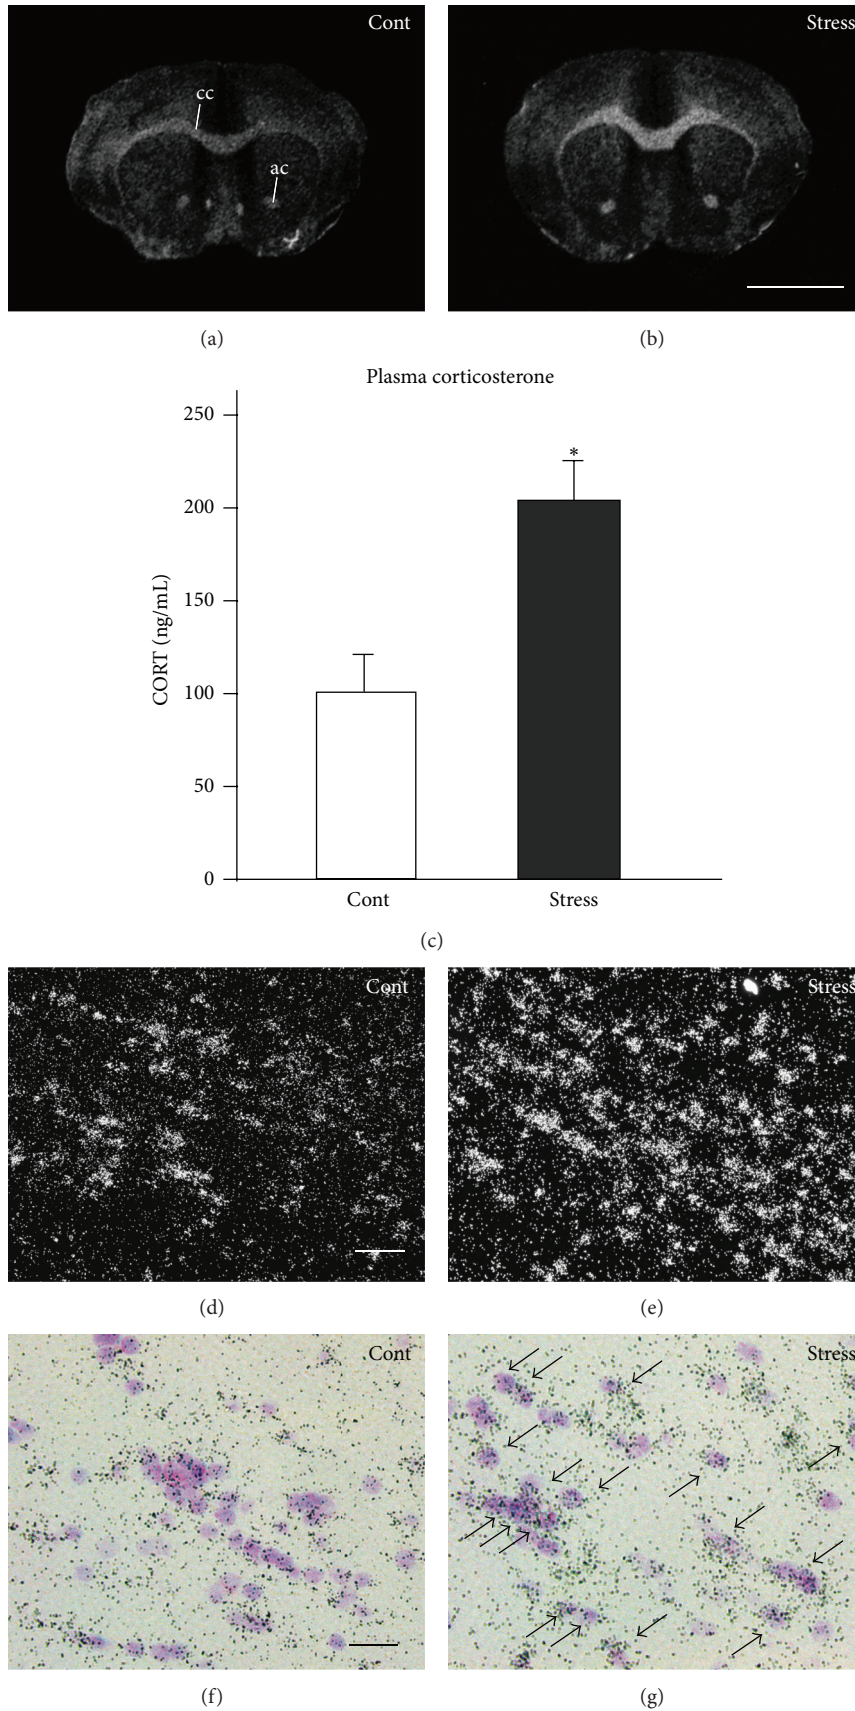 Cont
Stress
cc
ac
(a)
(b)
Plasma corticosterone
250
*
200
150
100
50
0
CORT (ng/mL)
Cont
Stress
(c)
Cont
Stress
(d)
(e)
Cont
Stress
(f)
(g)